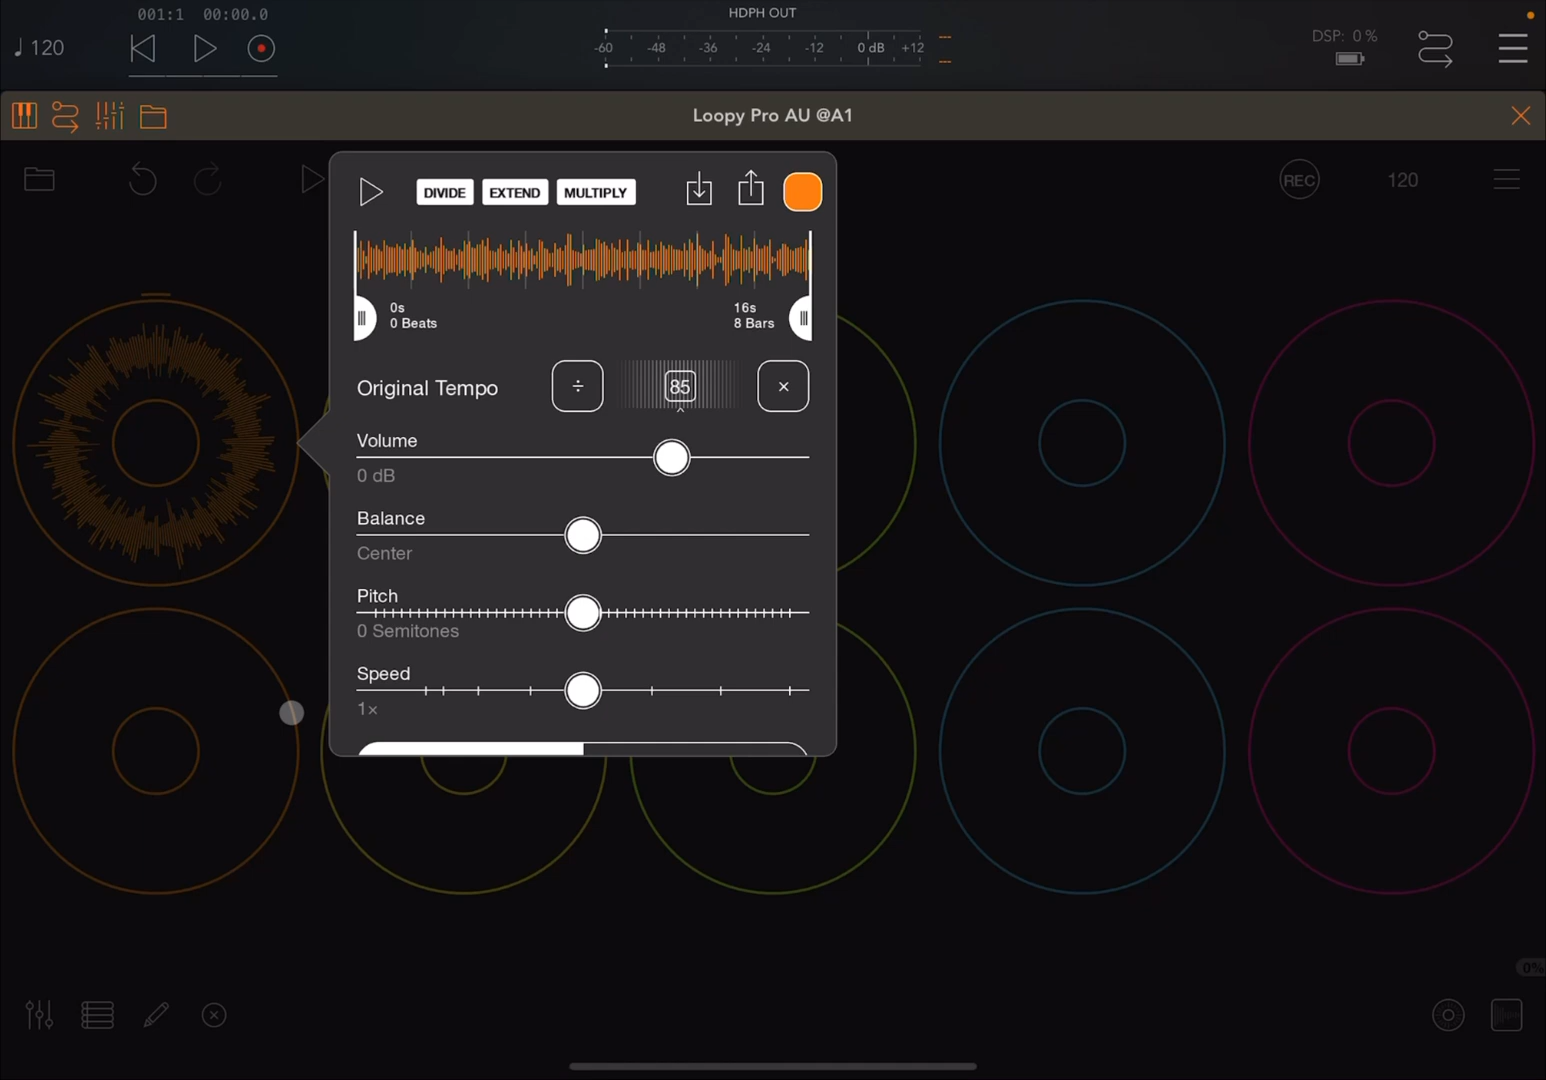 001:1 00:00.0
HDPH OUT
120
-60 -48 -36 -24 -12 0 dB +12
DSP: 0 %
Loopy Pro AU @A1
DIVIDE EXTEND MULTIPLY
REC
120
0s
0 Beats
16s
8 Bars
Original Tempo ÷ 85 ×
Volume
0 dB
Balance
Center
Pitch
0 Semitones
Speed
1×
0%